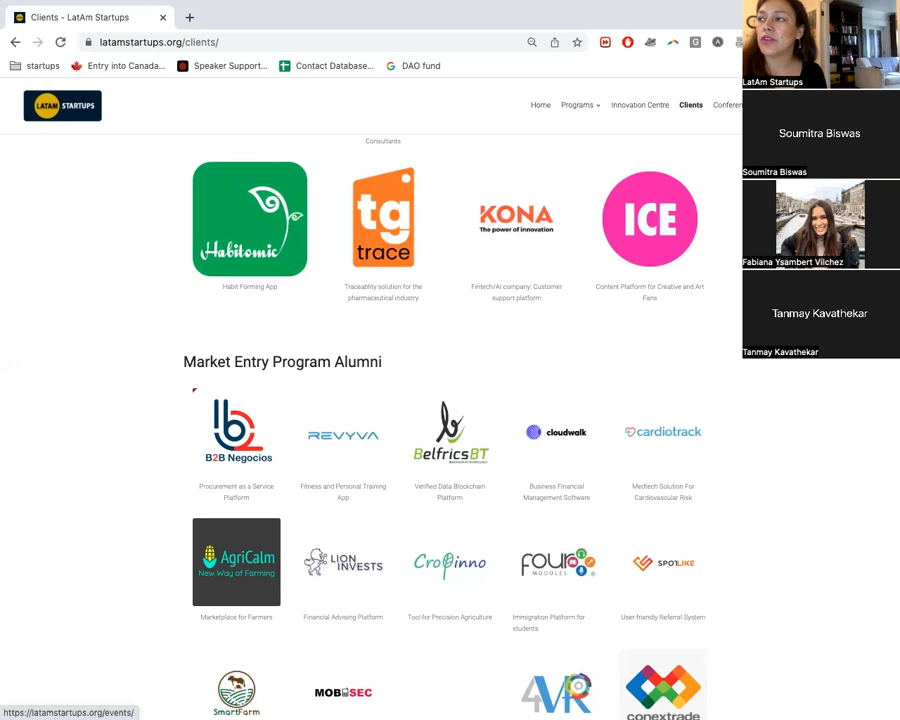 Clients - LatAm Startups
latamstartups.org/clients/
startups
Entry into Canada...
Speaker Support...
Contact Database...
DAO fund
LATAM STARTUPS
Home
Programs
Innovation Centre
Clients
Conferen
Consultants
Habitomic
tg
trace
KONA
The power of innovation
ICE
Habit Forming App
Traceablity solution for the
pharmaceutical industry
Fintech/AI company: Customer
support platform
Content Platform for Creative and Art
Fans
Market Entry Program Alumni
B2B Negocios
REVYVA
BelfricsBT
cloudwalk
cardiotrack
Procurement as a Service
Platform
Fitness and Personal Training
App
Verified Data Blockchain
Platform
Business Financial
Management Software
Medtech Solution For
Cardiovascular Risk
AgriCalm
New Way of Farming
LION
INVESTS
Cropinno
four
MODULES
SPOTLIKE
Marketplace for Farmers
Financial Advising Platform
Tool for Precision Agriculture
Immigration Platform for
students
User-friendly Referral System
SmartFarm
MOBISEC
4VR
conextrade
https://latamstartups.org/events/
LatAm Startups
Soumitra Biswas
Soumitra Biswas
Fabiana Ysambert Vilchez
Tanmay Kavathekar
Tanmay Kavathekar